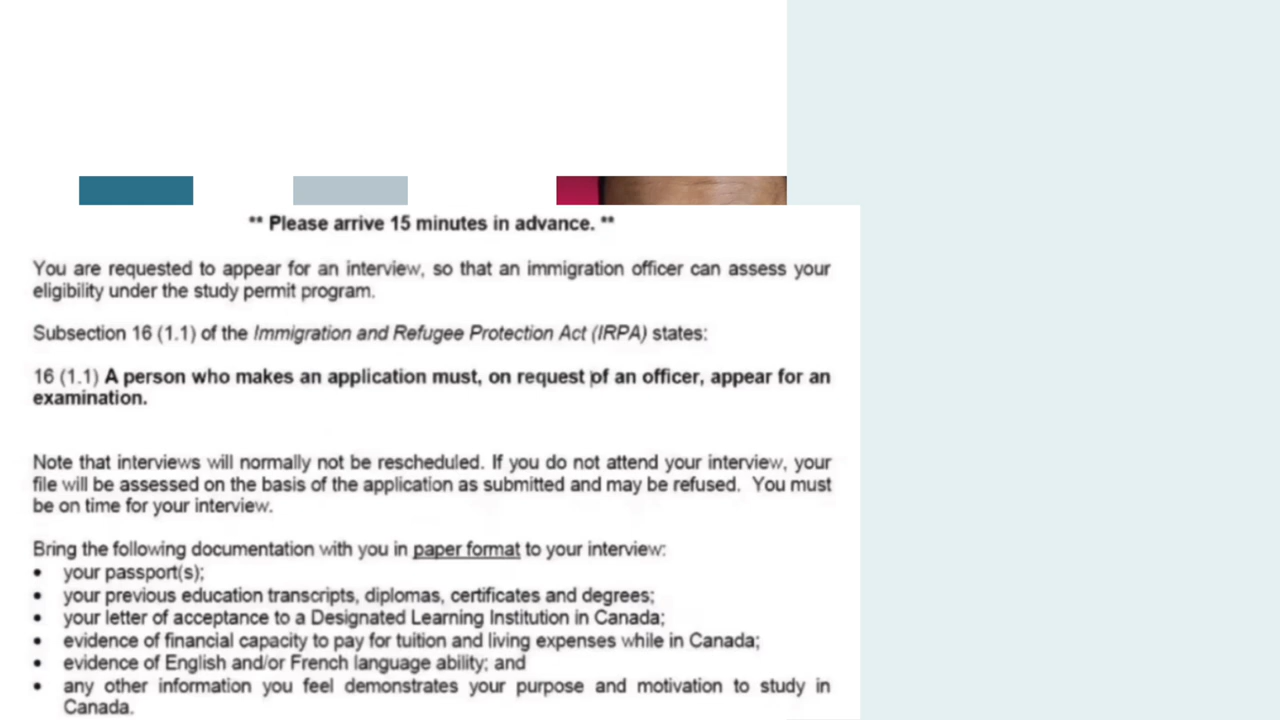 ** Please arrive 15 minutes in advance. **
You are requested to appear for an interview, so that an immigration officer can assess your
eligibility under the study permit program.
Subsection 16 (1.1) of the Immigration and Refugee Protection Act (IRPA) states:
16 (1.1) A person who makes an application must, on request of an officer, appear for an
examination.
Note that interviews will normally not be rescheduled. If you do not attend your interview, your
file will be assessed on the basis of the application as submitted and may be refused. You must
be on time for your interview.
Bring the following documentation with you in paper format to your interview:
• your passport(s);
• your previous education transcripts, diplomas, certificates and degrees;
• your letter of acceptance to a Designated Learning Institution in Canada;
• evidence of financial capacity to pay for tuition and living expenses while in Canada;
• evidence of English and/or French language ability; and
• any other information you feel demonstrates your purpose and motivation to study in
Canada.